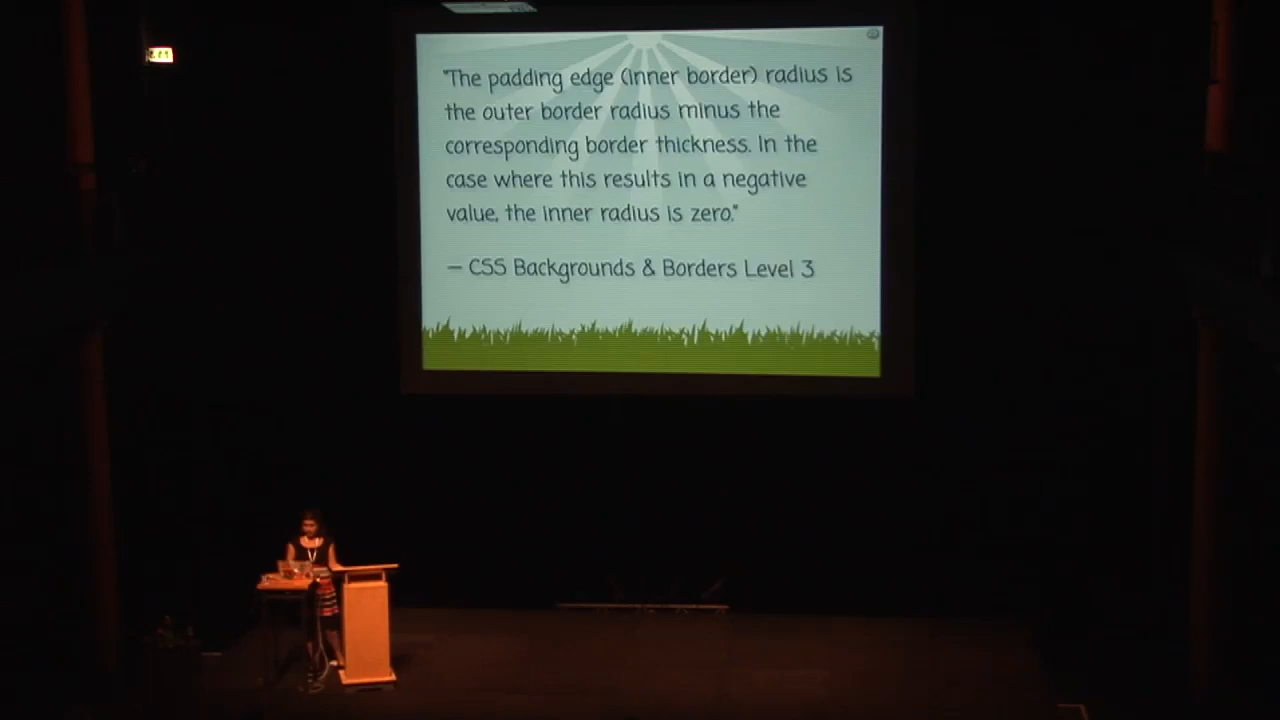 "The padding edge (inner border) radius is
the outer border radius minus the
corresponding border thickness. In the
case where this results in a negative
value, the inner radius is zero."
— CSS Backgrounds & Borders Level 3